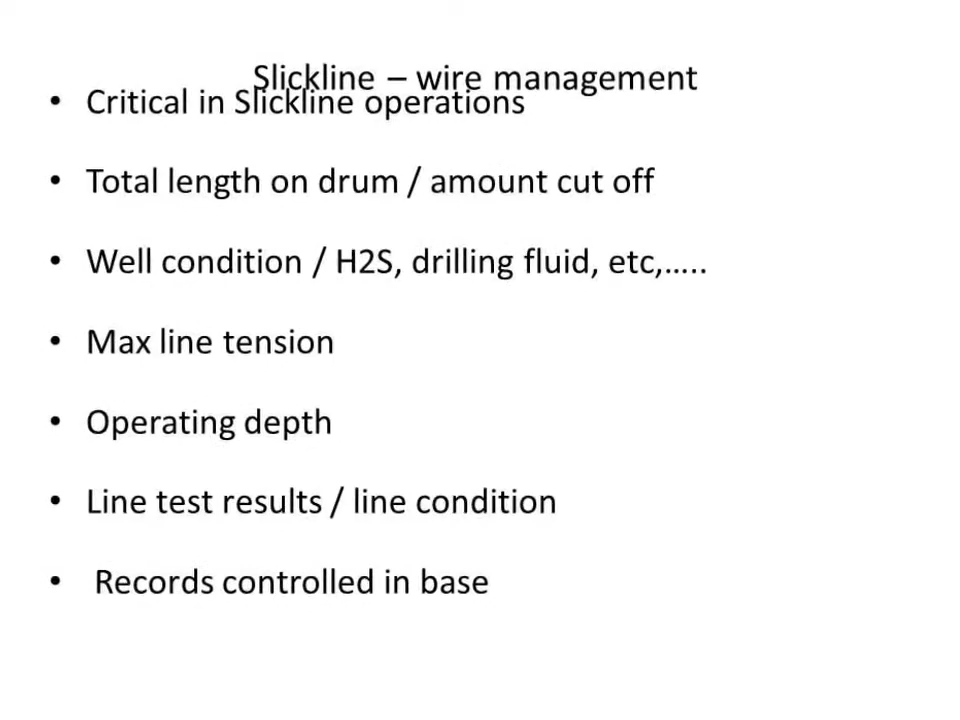 Slickline – wire management
• Critical in Slickline operations
• Total length on drum / amount cut off
• Well condition / H2S, drilling fluid, etc,…..
• Max line tension
• Operating depth
• Line test results / line condition
• Records controlled in base